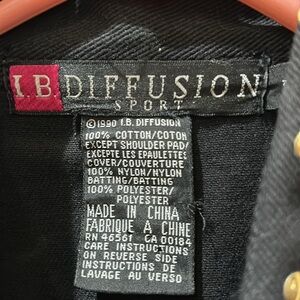 I.B. DIFFUSION
SPORT
©1990 I.B. DIFFUSION
100% COTTON/COTON
EXCEPT SHOULDER PAD/
EXCEPTE LES EPAULETTES
COVER/COUVERTURE
100% NYLON/NYLON
BATTING/BATTING
100% POLYESTER/
POLYESTER
MADE IN CHINA
FABRIQUE A CHINE
RN 46561 CA 00184
CARE INSTRUCTIONS
ON REVERSE SIDE
INSTRUCTIONS DE
LAVAGE AU VERSO